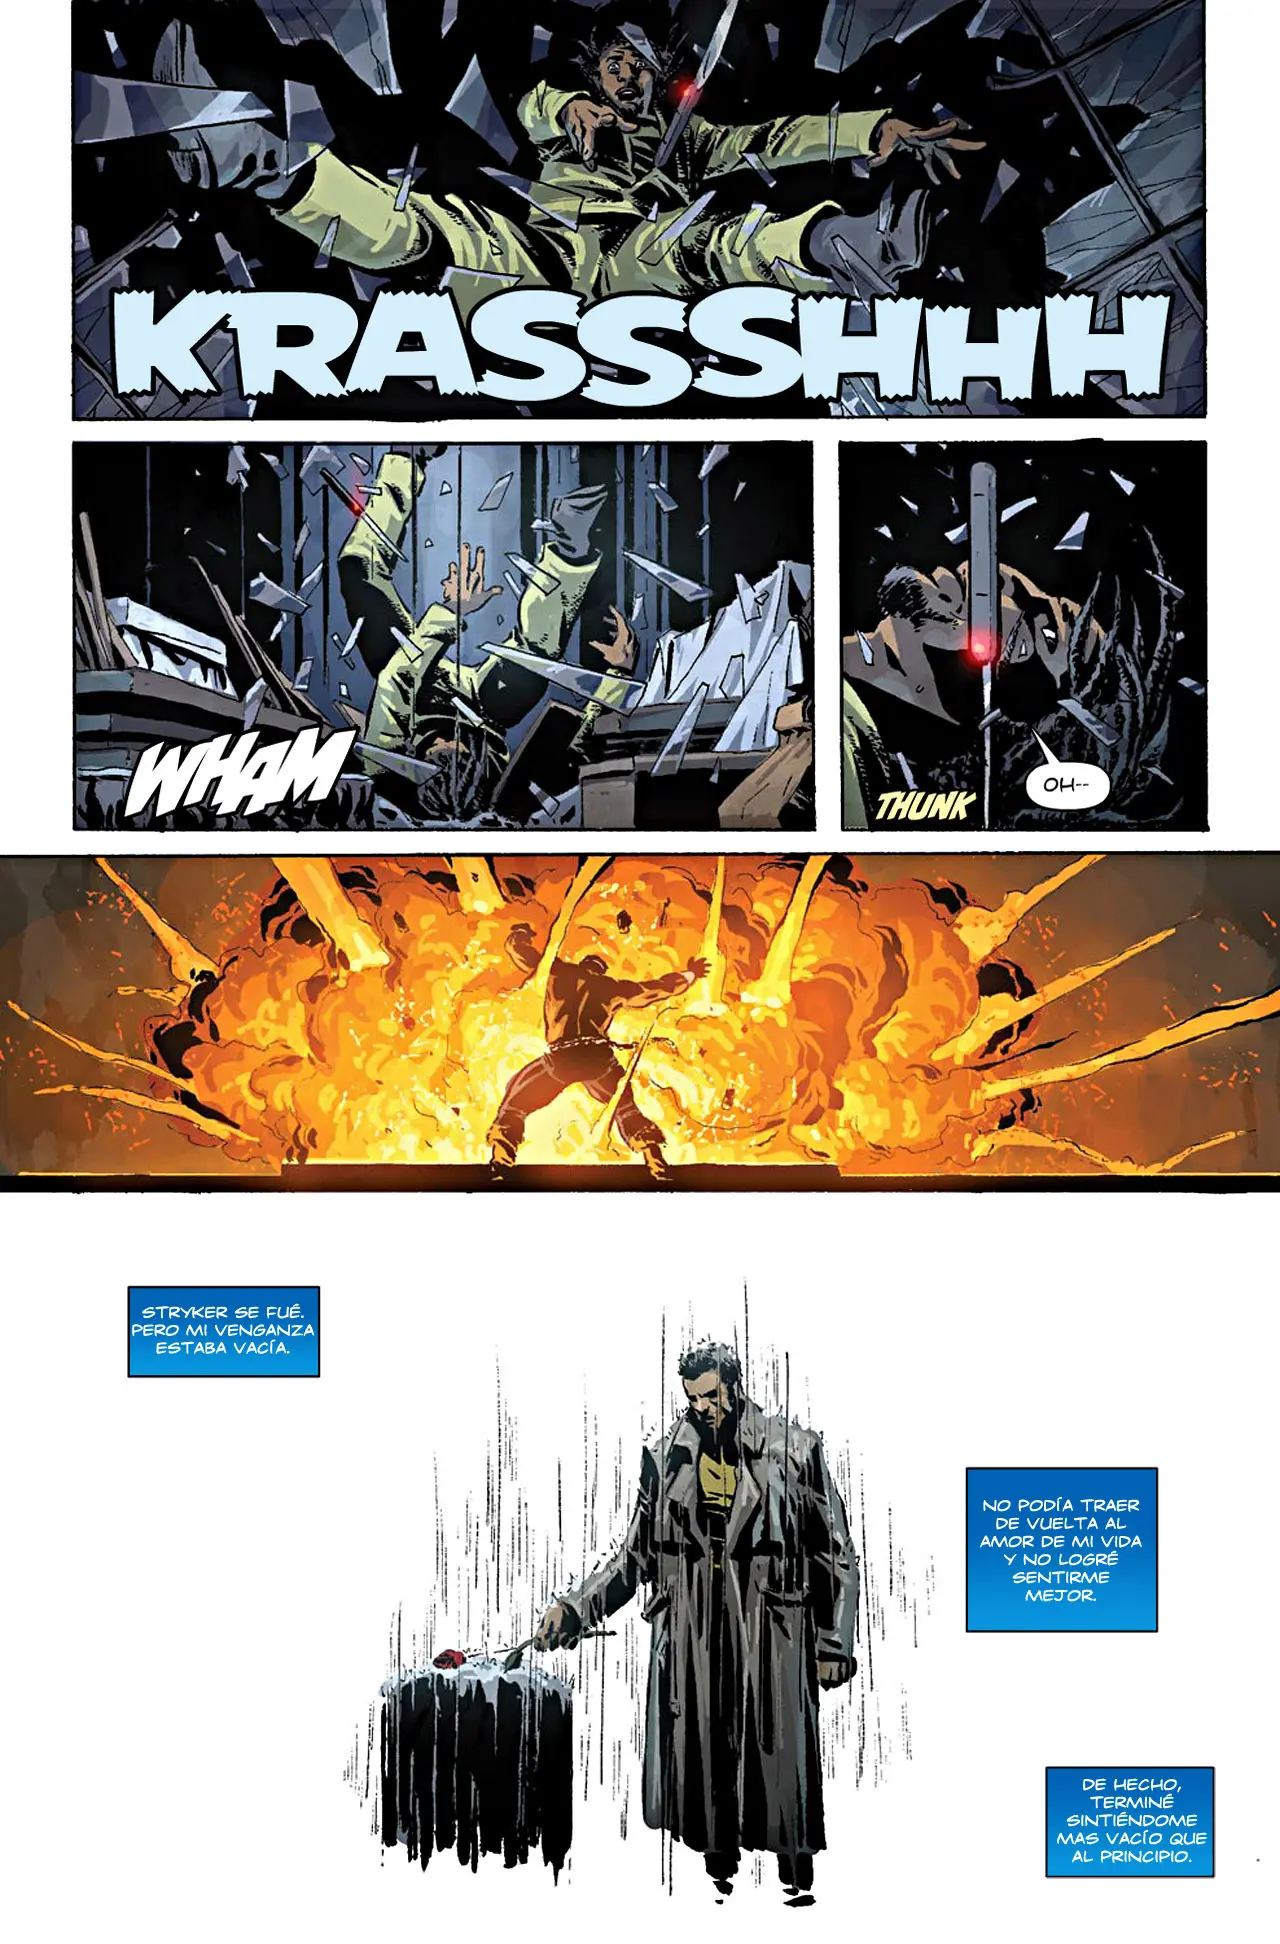 KRASSSHHH
WHAM
THUNK
OH--
STRYKER SE FUÉ.
PERO MI VENGANZA
ESTABA VACÍA.
NO PODÍA TRAER
DE VUELTA AL
AMOR DE MI VIDA
Y NO LOGRÉ
SENTIRME
MEJOR.
DE HECHO,
TERMINÉ
SINTIÉNDOME
MAS VACÍO QUE
AL PRINCIPIO.